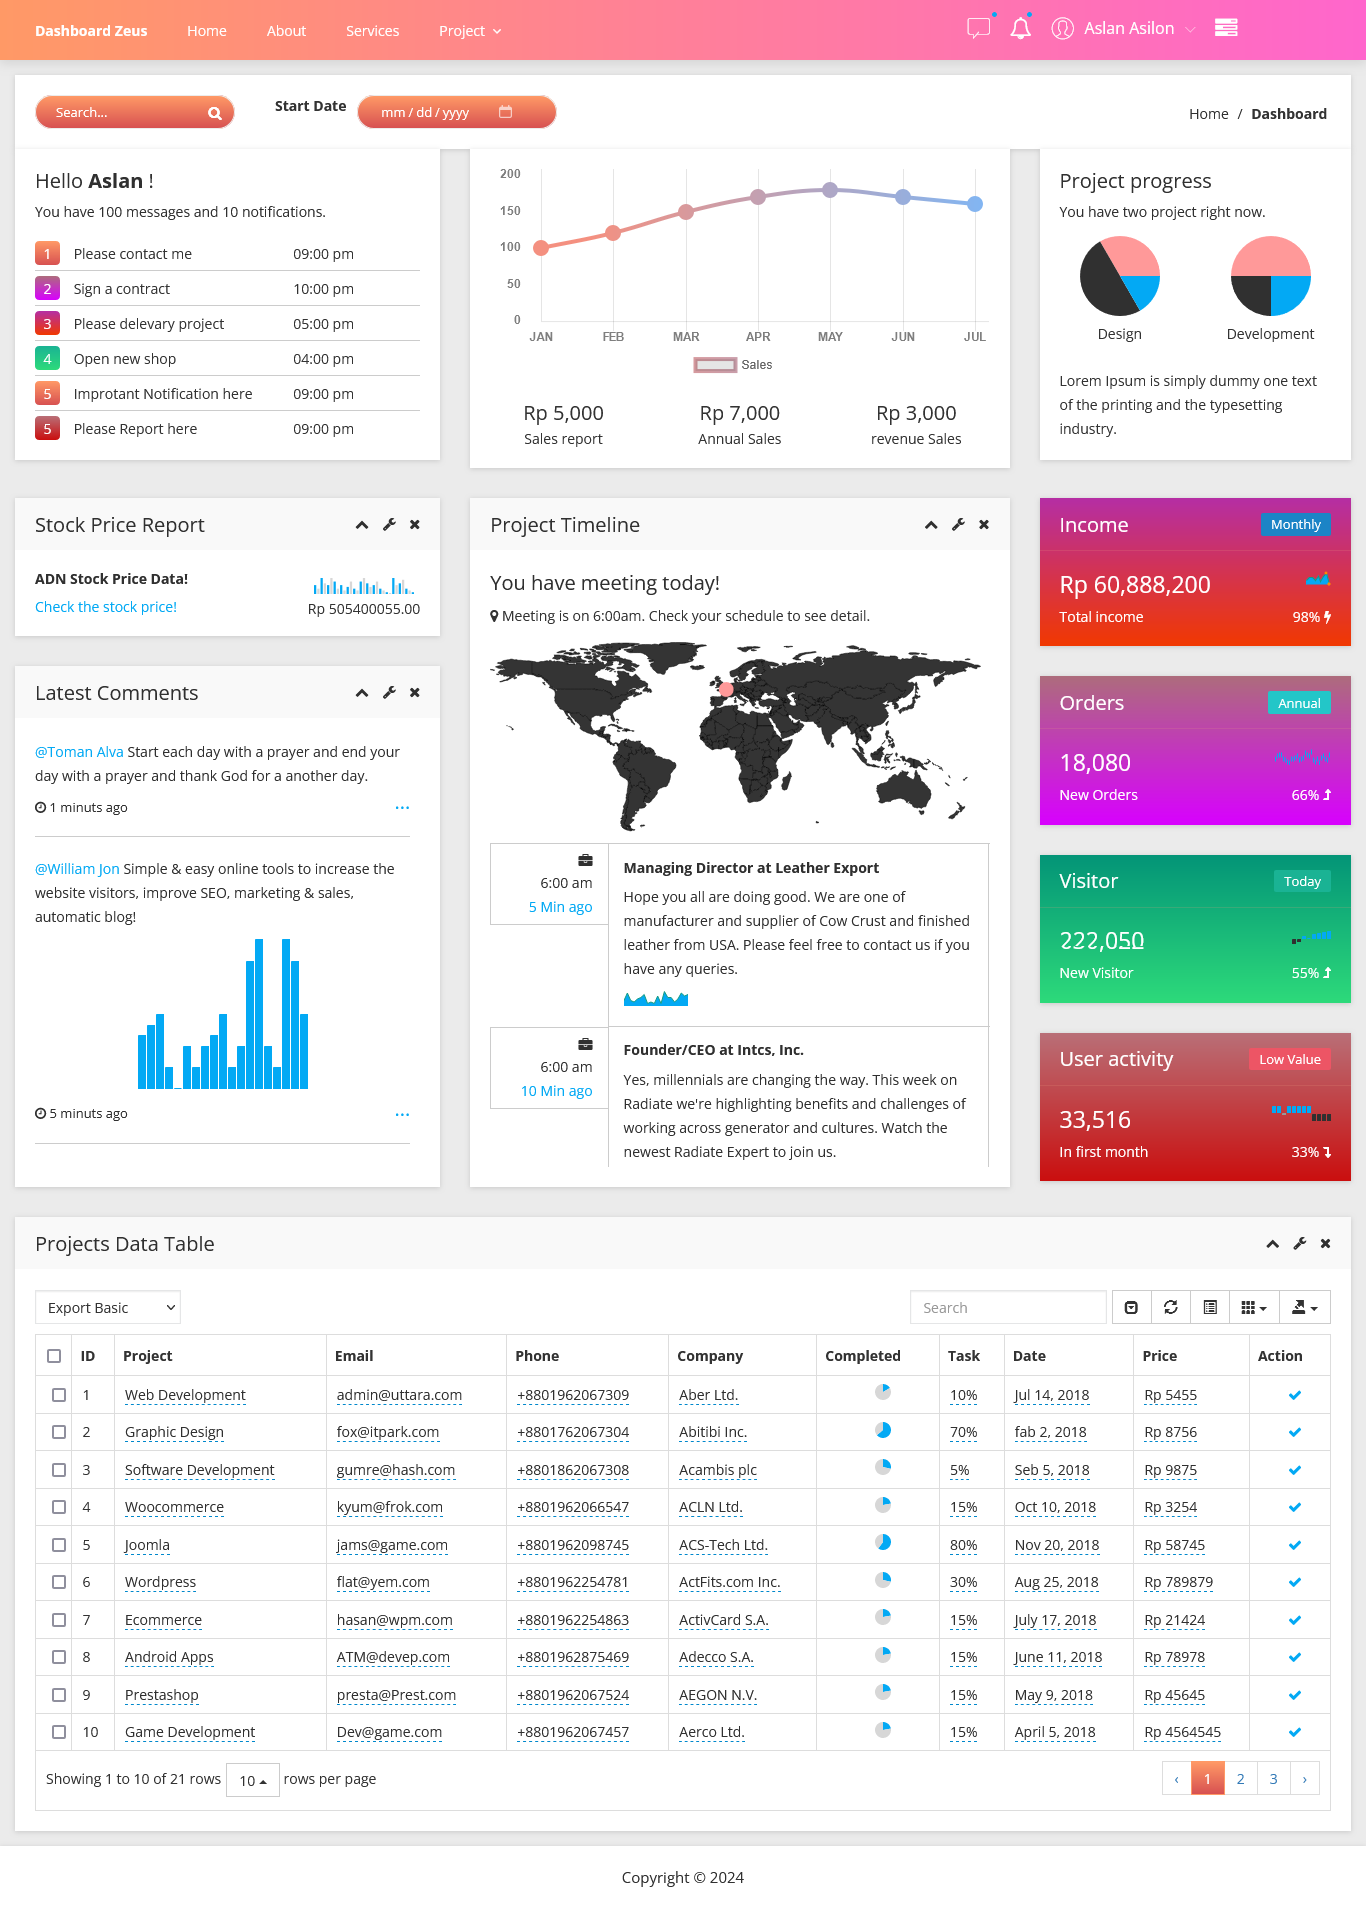 Dashboard Zeus Home About Services Project Aslan Asilon
Search... Start Date mm / dd / yyyy Home / Dashboard
Hello Aslan !
You have 100 messages and 10 notifications.
1 Please contact me 09:00 pm
2 Sign a contract 10:00 pm
3 Please delevary project 05:00 pm
4 Open new shop 04:00 pm
5 Improtant Notification here 09:00 pm
5 Please Report here 09:00 pm
200
150
100
50
0
JAN FEB MAR APR MAY JUN JUL
Sales
Rp 5,000 Rp 7,000 Rp 3,000
Sales report Annual Sales revenue Sales
Project progress
You have two project right now.
Design Development
Lorem Ipsum is simply dummy one text
of the printing and the typesetting
industry.
Stock Price Report
ADN Stock Price Data!
Check the stock price! Rp 505400055.00
Latest Comments
@Toman Alva Start each day with a prayer and end your
day with a prayer and thank God for a another day.
1 minuts ago ...
@William Jon Simple & easy online tools to increase the
website visitors, improve SEO, marketing & sales,
automatic blog!
5 minuts ago ...
Project Timeline
You have meeting today!
Meeting is on 6:00am. Check your schedule to see detail.
6:00 am
5 Min ago
Managing Director at Leather Export
Hope you all are doing good. We are one of
manufacturer and supplier of Cow Crust and finished
leather from USA. Please feel free to contact us if you
have any queries.
6:00 am
10 Min ago
Founder/CEO at Intcs, Inc.
Yes, millennials are changing the way. This week on
Radiate we're highlighting benefits and challenges of
working across generator and cultures. Watch the
newest Radiate Expert to join us.
Income Monthly
Rp 60,888,200
Total income 98%
Orders Annual
18,080
New Orders 66%
Visitor Today
222,050
New Visitor 55%
User activity Low Value
33,516
In first month 33%
Projects Data Table
Export Basic Search
ID Project Email Phone Company Completed Task Date Price Action
1 Web Development admin@uttara.com +8801962067309 Aber Ltd. 10% Jul 14, 2018 Rp 5455
2 Graphic Design fox@itpark.com +8801762067304 Abitibi Inc. 70% fab 2, 2018 Rp 8756
3 Software Development gumre@hash.com +8801862067308 Acambis plc 5% Seb 5, 2018 Rp 9875
4 Woocommerce kyum@frok.com +8801962066547 ACLN Ltd. 15% Oct 10, 2018 Rp 3254
5 Joomla jams@game.com +8801962098745 ACS-Tech Ltd. 80% Nov 20, 2018 Rp 58745
6 Wordpress flat@yem.com +8801962254781 ActFits.com Inc. 30% Aug 25, 2018 Rp 789879
7 Ecommerce hasan@wpm.com +8801962254863 ActivCard S.A. 15% July 17, 2018 Rp 21424
8 Android Apps ATM@devep.com +8801962875469 Adecco S.A. 15% June 11, 2018 Rp 78978
9 Prestashop presta@Prest.com +8801962067524 AEGON N.V. 15% May 9, 2018 Rp 45645
10 Game Development Dev@game.com +8801962067457 Aerco Ltd. 15% April 5, 2018 Rp 4564545
Showing 1 to 10 of 21 rows 10 rows per page ‹ 1 2 3 ›
Copyright © 2024